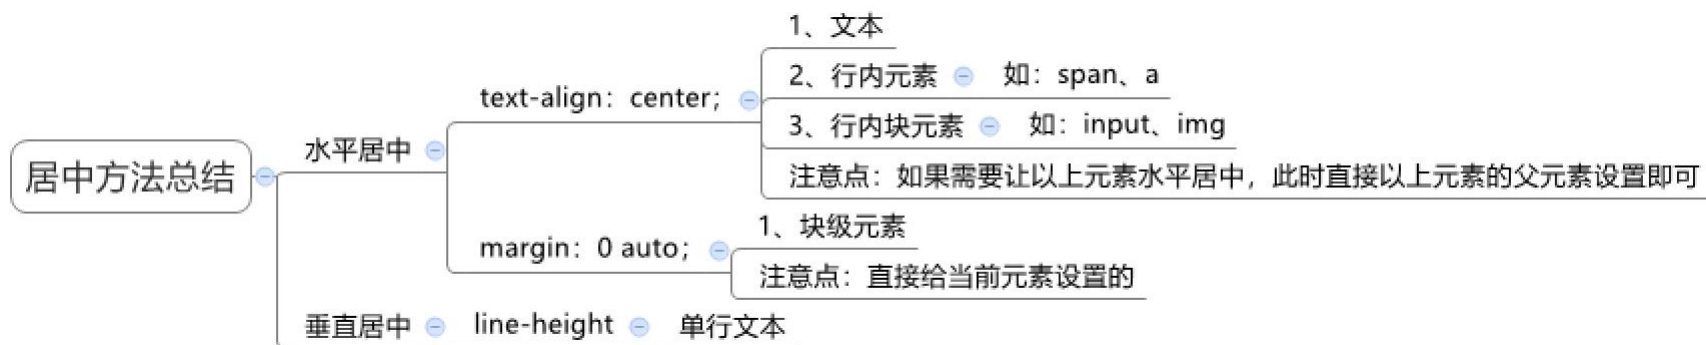 居中方法总结
水平居中
text-align：center；
1、文本
2、行内元素 如：span、a
3、行内块元素 如：input、img
注意点：如果需要让以上元素水平居中，此时直接以上元素的父元素设置即可
margin：0 auto；
1、块级元素
注意点：直接给当前元素设置的
垂直居中 line-height 单行文本